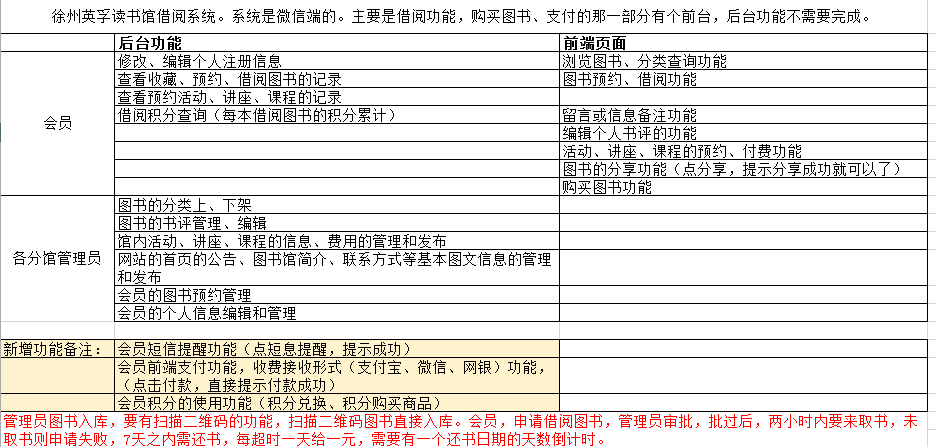 徐州英孚读书馆借阅系统。系统是微信端的。主要是借阅功能，购买图书、支付的那一部分有个前台，后台功能不需要完成。
后台功能 前端页面
会员
修改、编辑个人注册信息 浏览图书、分类查询功能
查看收藏、预约、借阅图书的记录 图书预约、借阅功能
查看预约活动、讲座、课程的记录
借阅积分查询（每本借阅图书的积分累计） 留言或信息备注功能
编辑个人书评的功能
活动、讲座、课程的预约、付费功能
图书的分享功能（点分享，提示分享成功就可以了）
购买图书功能
各分馆管理员
图书的分类上、下架
图书的书评管理、编辑
馆内活动、讲座、课程的信息、费用的管理和发布
网站的首页的公告、图书馆简介、联系方式等基本图文信息的管理
和发布
会员的图书预约管理
会员的个人信息编辑和管理
新增功能备注： 会员短信提醒功能（点短息提醒，提示成功）
会员前端支付功能，收费接收形式（支付宝、微信、网银）功能，
（点击付款，直接提示付款成功）
会员积分的使用功能（积分兑换、积分购买商品）
管理员图书入库，要有扫描二维码的功能，扫描二维码图书直接入库。会员，申请借阅图书，管理员审批，批过后，两小时内要来取书，未
取书则申请失败，7天之内需还书，每超时一天给一元，需要有一个还书日期的天数倒计时。